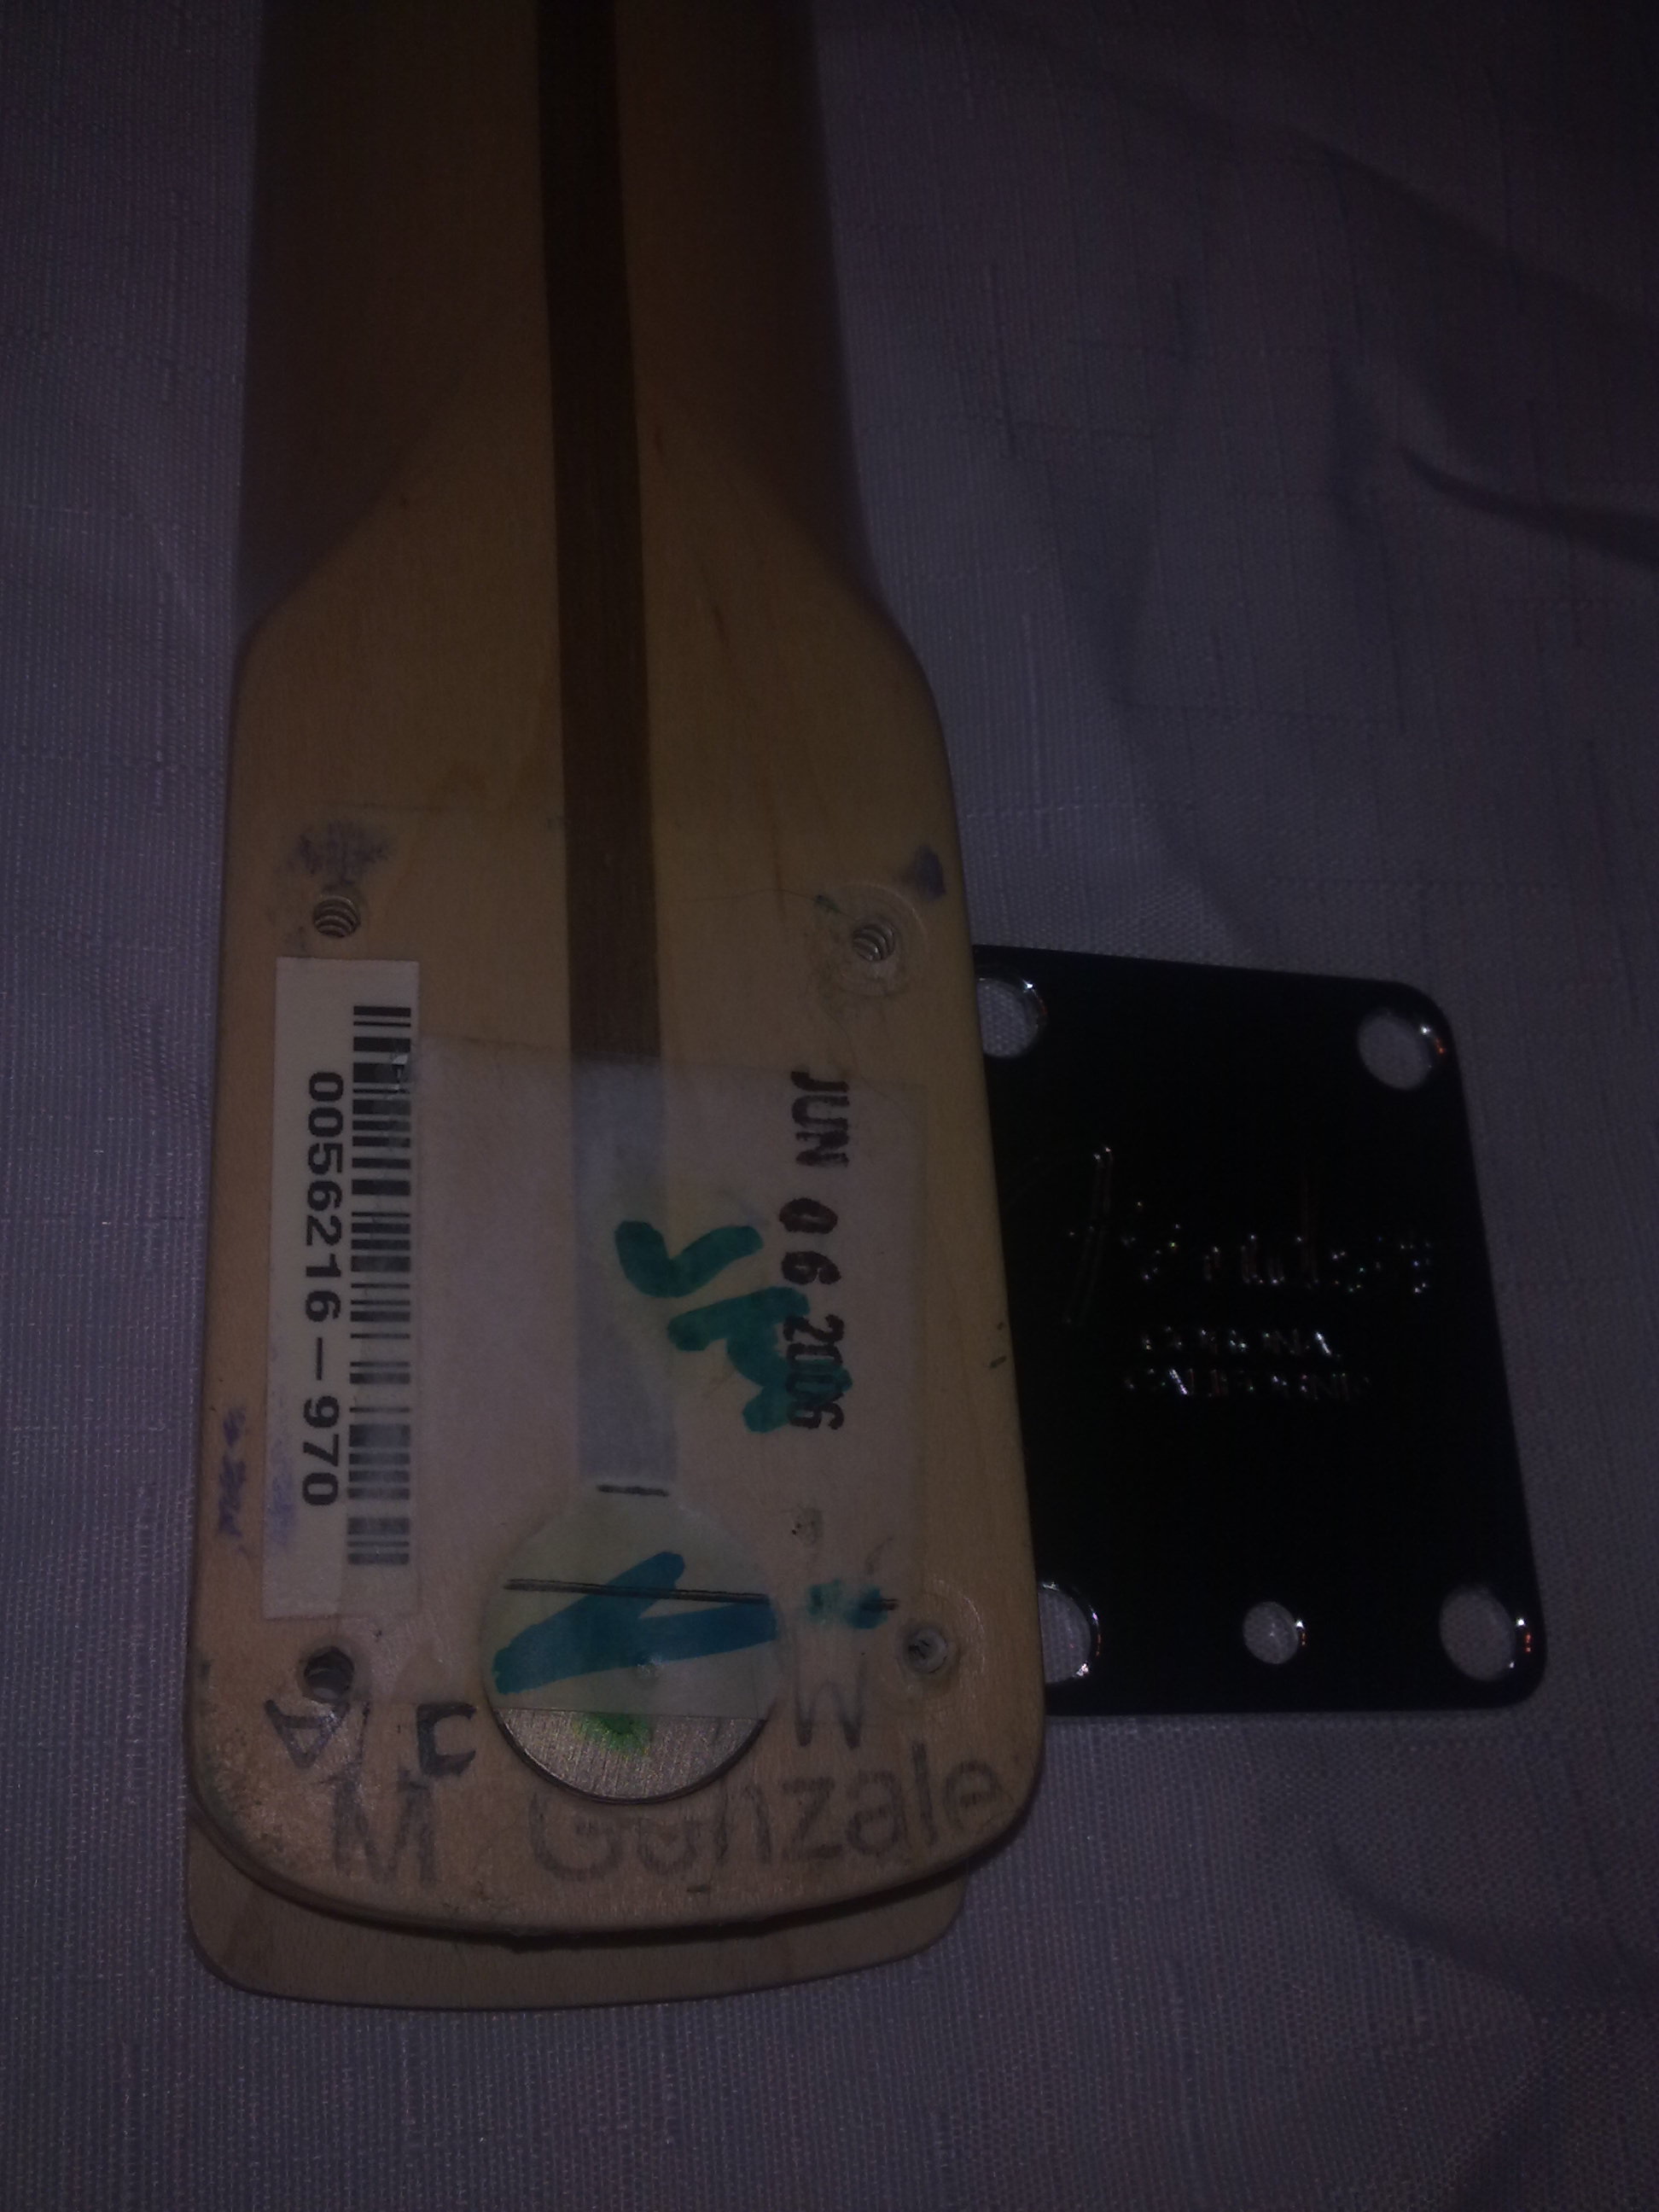 0056216-970
JUN 06 2006
Fender
CORONA,
CALIFORNIA
C
W
M Gonzale